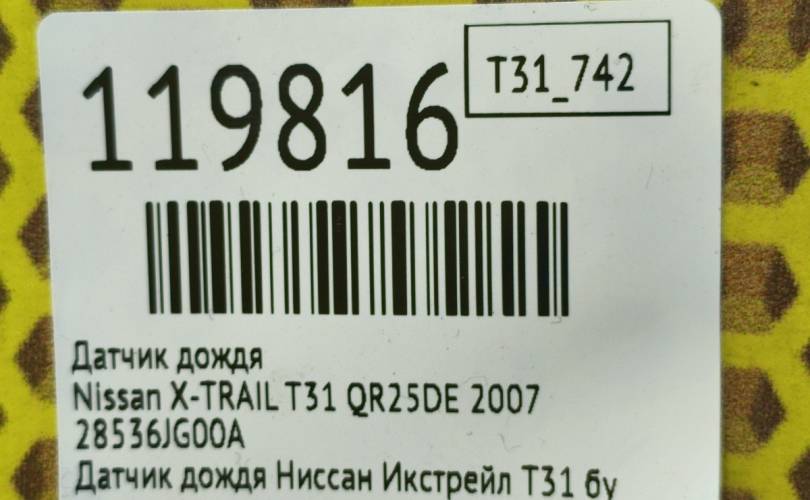 119816
T31_742
Датчик дождя
Nissan X-TRAIL T31 QR25DE 2007
28536JG00A
Датчик дождя Ниссан Икстрейл Т31 бу